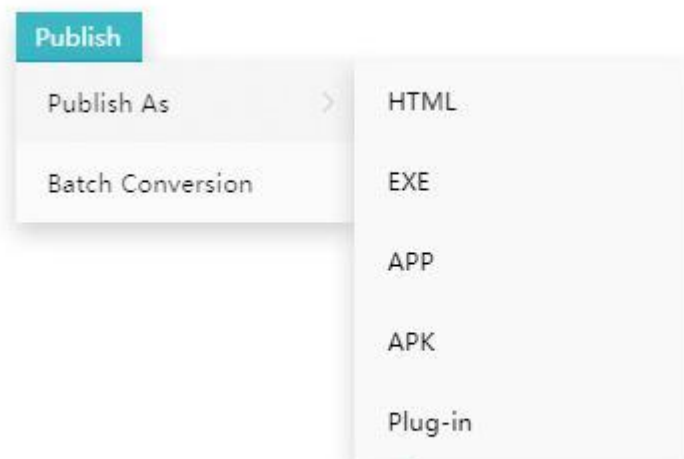 Publish
Publish As
Batch Conversion
HTML
EXE
APP
APK
Plug-in